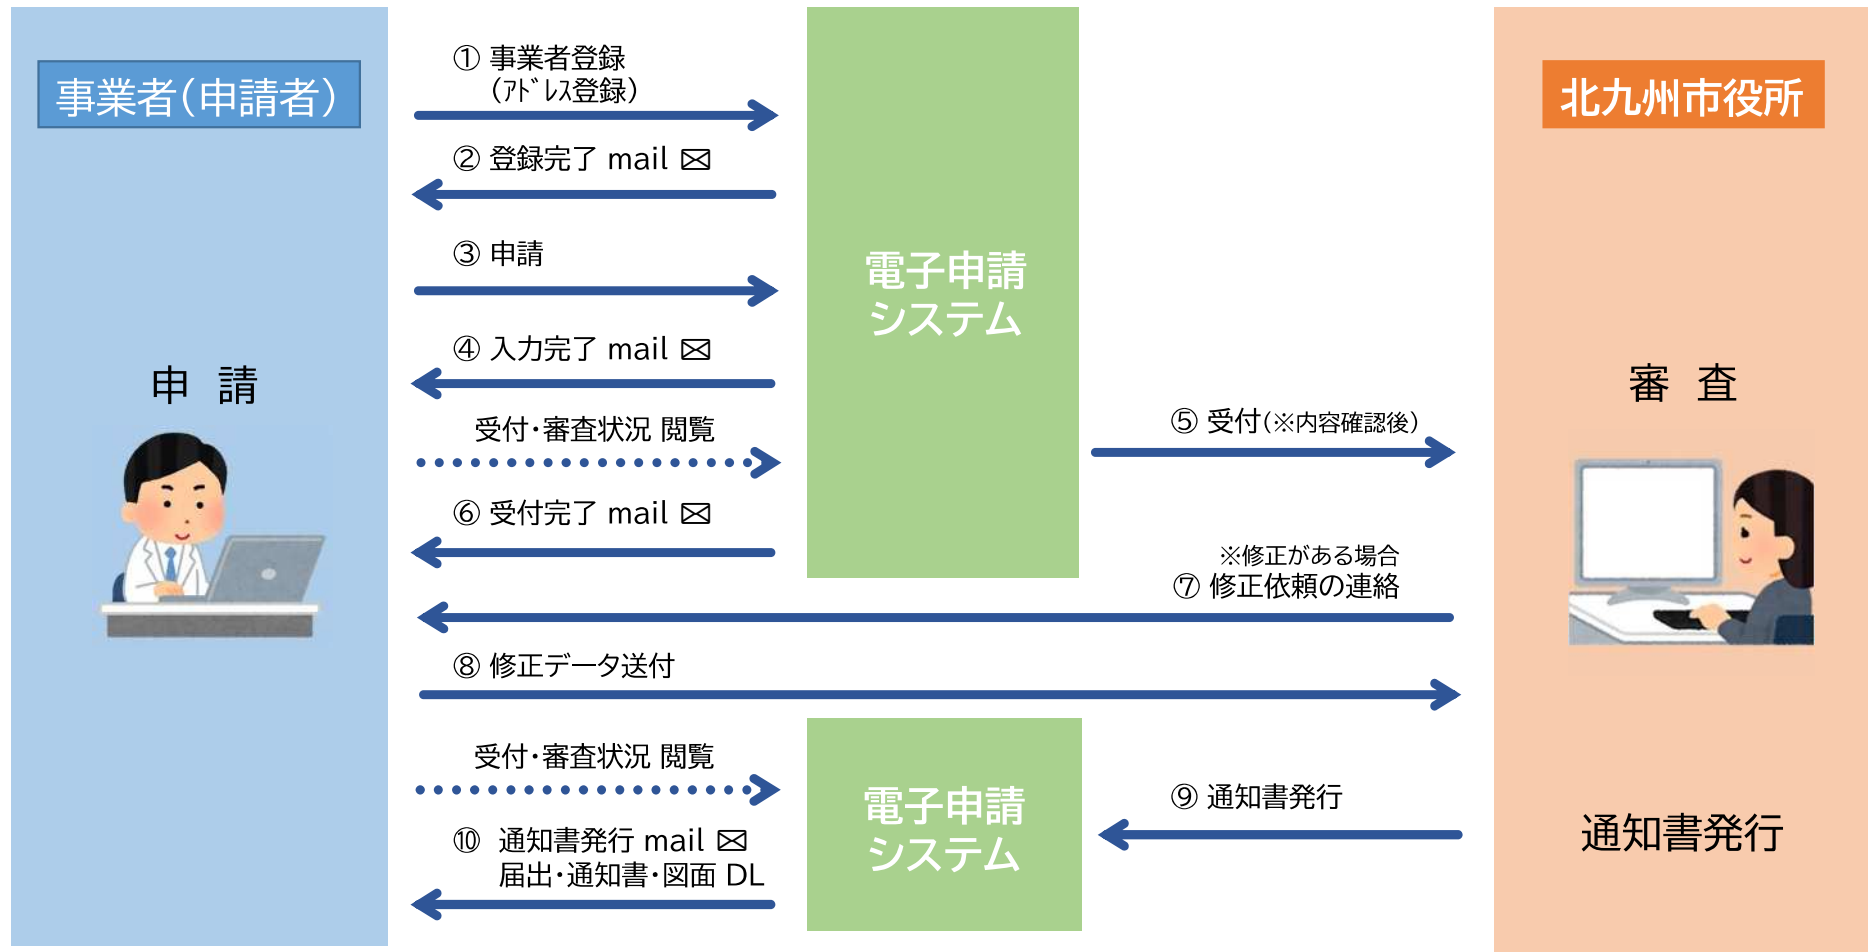 事業者(申請者)
北九州市役所
① 事業者登録
(ｱﾄﾞﾚｽ登録)
② 登録完了 mail ✉
③ 申請
電子申請
システム
④ 入力完了 mail ✉
申 請
審 査
受付・審査状況 閲覧
⑤ 受付(※内容確認後)
⑥ 受付完了 mail ✉
※修正がある場合
⑦ 修正依頼の連絡
⑧ 修正データ送付
受付・審査状況 閲覧
電子申請
システム
⑨ 通知書発行
通知書発行
⑩ 通知書発行 mail ✉
届出・通知書・図面 DL